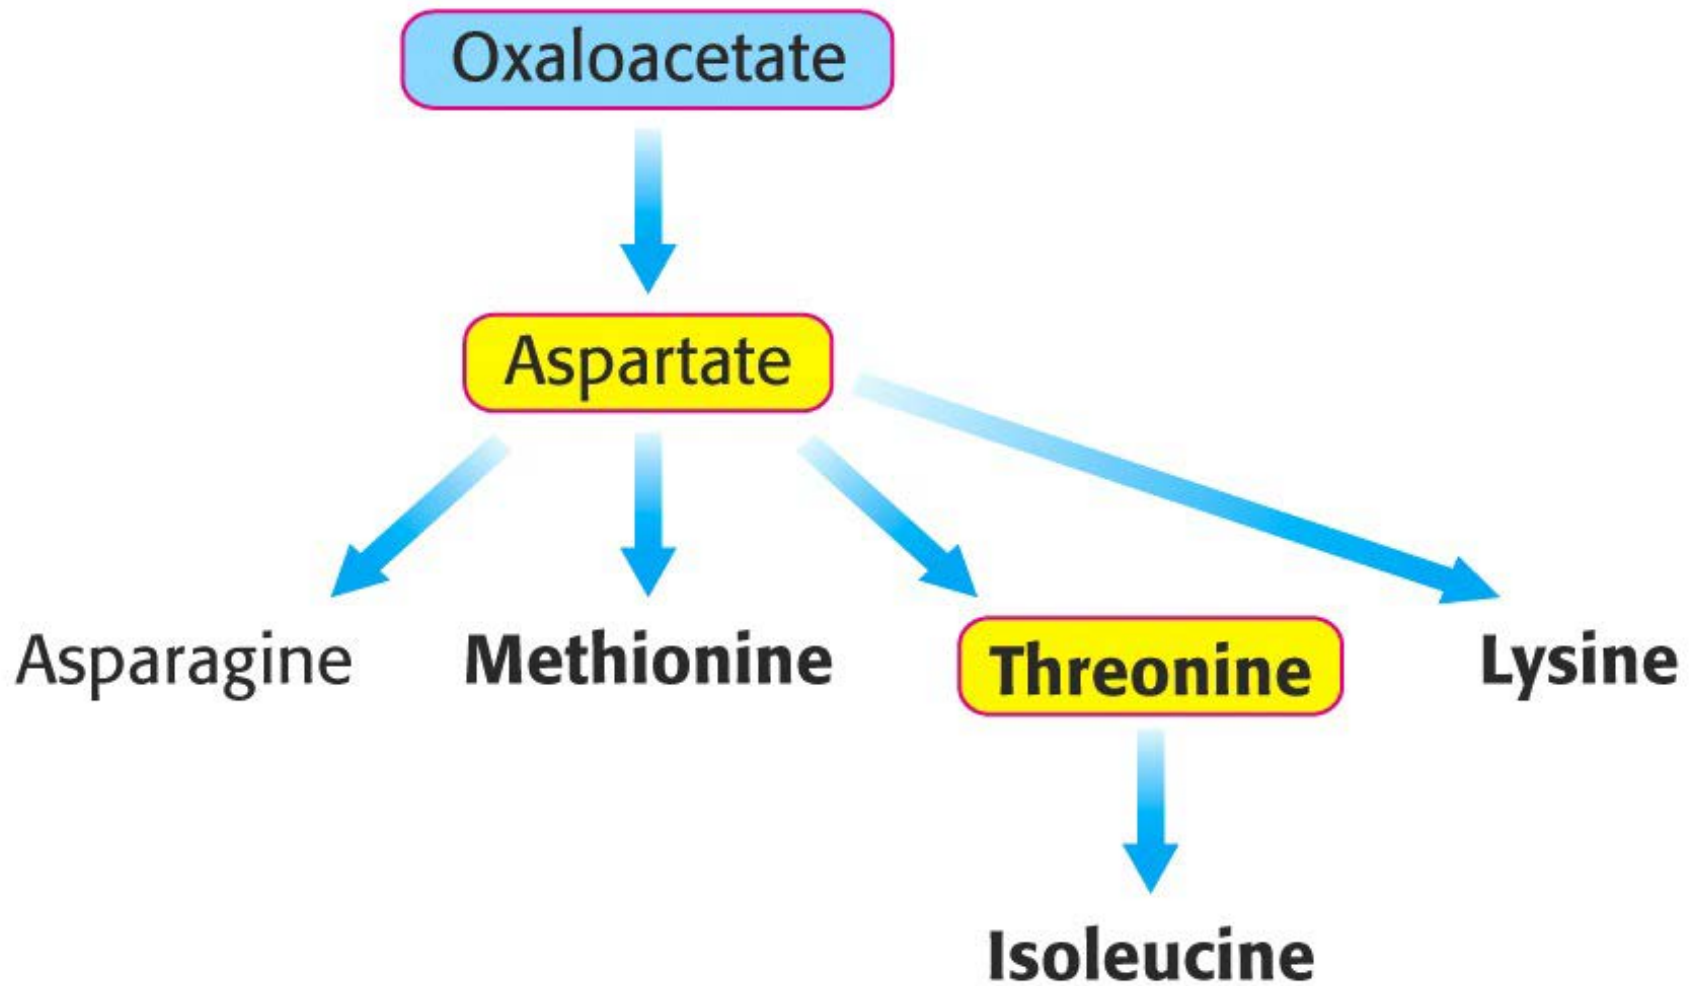 Oxaloacetate
Aspartate
Asparagine
Methionine
Threonine
Lysine
Isoleucine